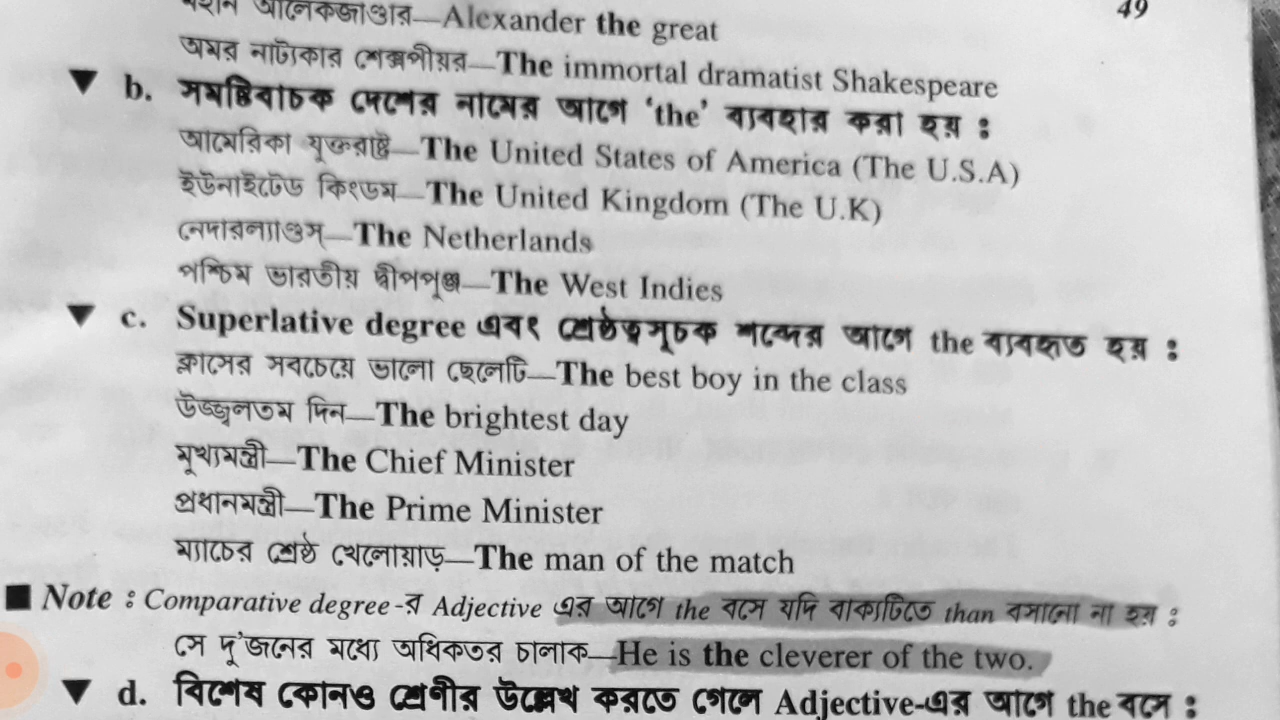 49
মহান আলেকজাণ্ডার—Alexander the great
অমর নাট্যকার শেক্সপীয়র—The immortal dramatist Shakespeare
▼ b. সমষ্টিবাচক দেশের নামের আগে ‘the’ ব্যবহার করা হয় :
আমেরিকা যুক্তরাষ্ট্র—The United States of America (The U.S.A)
ইউনাইটেড কিংডম—The United Kingdom (The U.K)
নেদারল্যাণ্ডস্—The Netherlands
পশ্চিম ভারতীয় দ্বীপপুঞ্জ—The West Indies
▼ c. Superlative degree এবং শ্রেষ্ঠত্বসূচক শব্দের আগে the ব্যবহৃত হয় :
ক্লাসের সবচেয়ে ভালো ছেলেটি—The best boy in the class
উজ্জ্বলতম দিন—The brightest day
মুখ্যমন্ত্রী—The Chief Minister
প্রধানমন্ত্রী—The Prime Minister
ম্যাচের শ্রেষ্ঠ খেলোয়াড়—The man of the match
■ Note : Comparative degree-র Adjective এর আগে the বসে যদি বাক্যটিতে than বসানো না হয় :
সে দু’জনের মধ্যে অধিকতর চালাক—He is the cleverer of the two.
▼ d. বিশেষ কোনও শ্রেণীর উল্লেখ করতে গেলে Adjective-এর আগে the বসে :